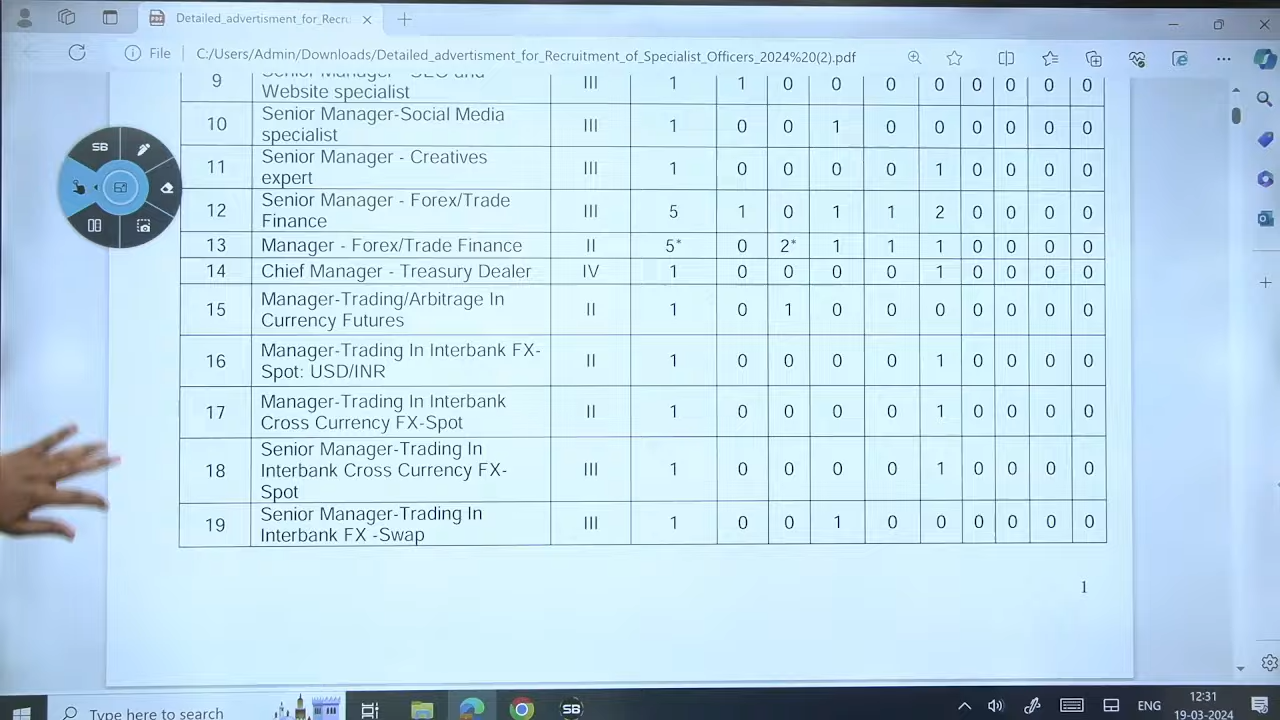 Detailed_advertisment_for_Recru
File
C:/Users/Admin/Downloads/Detailed_advertisment_for_Recruitment_of_Specialist_Officers_2024%20(2).pdf
9 Senior Manager - SEO and Website specialist III 1 1 0 0 0 0 0 0 0 0
10 Senior Manager-Social Media specialist III 1 0 0 1 0 0 0 0 0 0
11 Senior Manager - Creatives expert III 1 0 0 0 0 1 0 0 0 0
12 Senior Manager - Forex/Trade Finance III 5 1 0 1 1 2 0 0 0 0
13 Manager - Forex/Trade Finance II 5* 0 2* 1 1 1 0 0 0 0
14 Chief Manager - Treasury Dealer IV 1 0 0 0 0 1 0 0 0 0
15 Manager-Trading/Arbitrage In Currency Futures II 1 0 1 0 0 0 0 0 0 0
16 Manager-Trading In Interbank FX-Spot: USD/INR II 1 0 0 0 0 1 0 0 0 0
17 Manager-Trading In Interbank Cross Currency FX-Spot II 1 0 0 0 0 1 0 0 0 0
18 Senior Manager-Trading In Interbank Cross Currency FX-Spot III 1 0 0 0 0 1 0 0 0 0
19 Senior Manager-Trading In Interbank FX -Swap III 1 0 0 1 0 0 0 0 0 0
1
SB
Type here to search
SB
ENG
12:31
19-03-2024